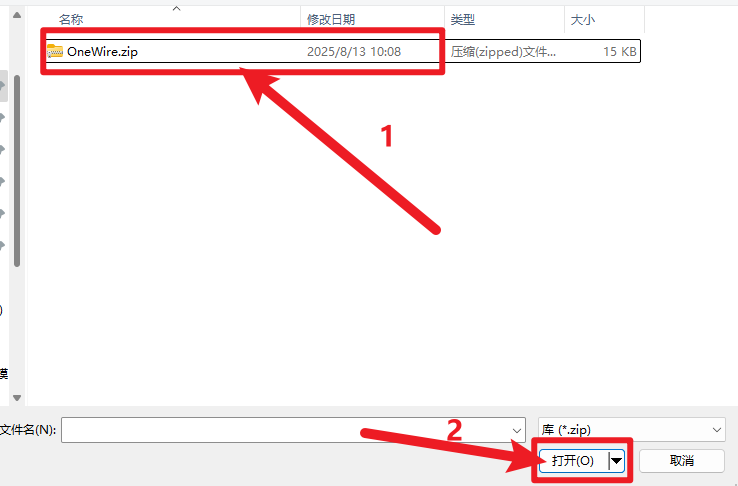 名称 修改日期 类型 大小
OneWire.zip 2025/8/13 10:08 压缩(zipped)文件... 15 KB
1
)
模
2
文件名(N): 库 (*.zip)
打开(O) 取消